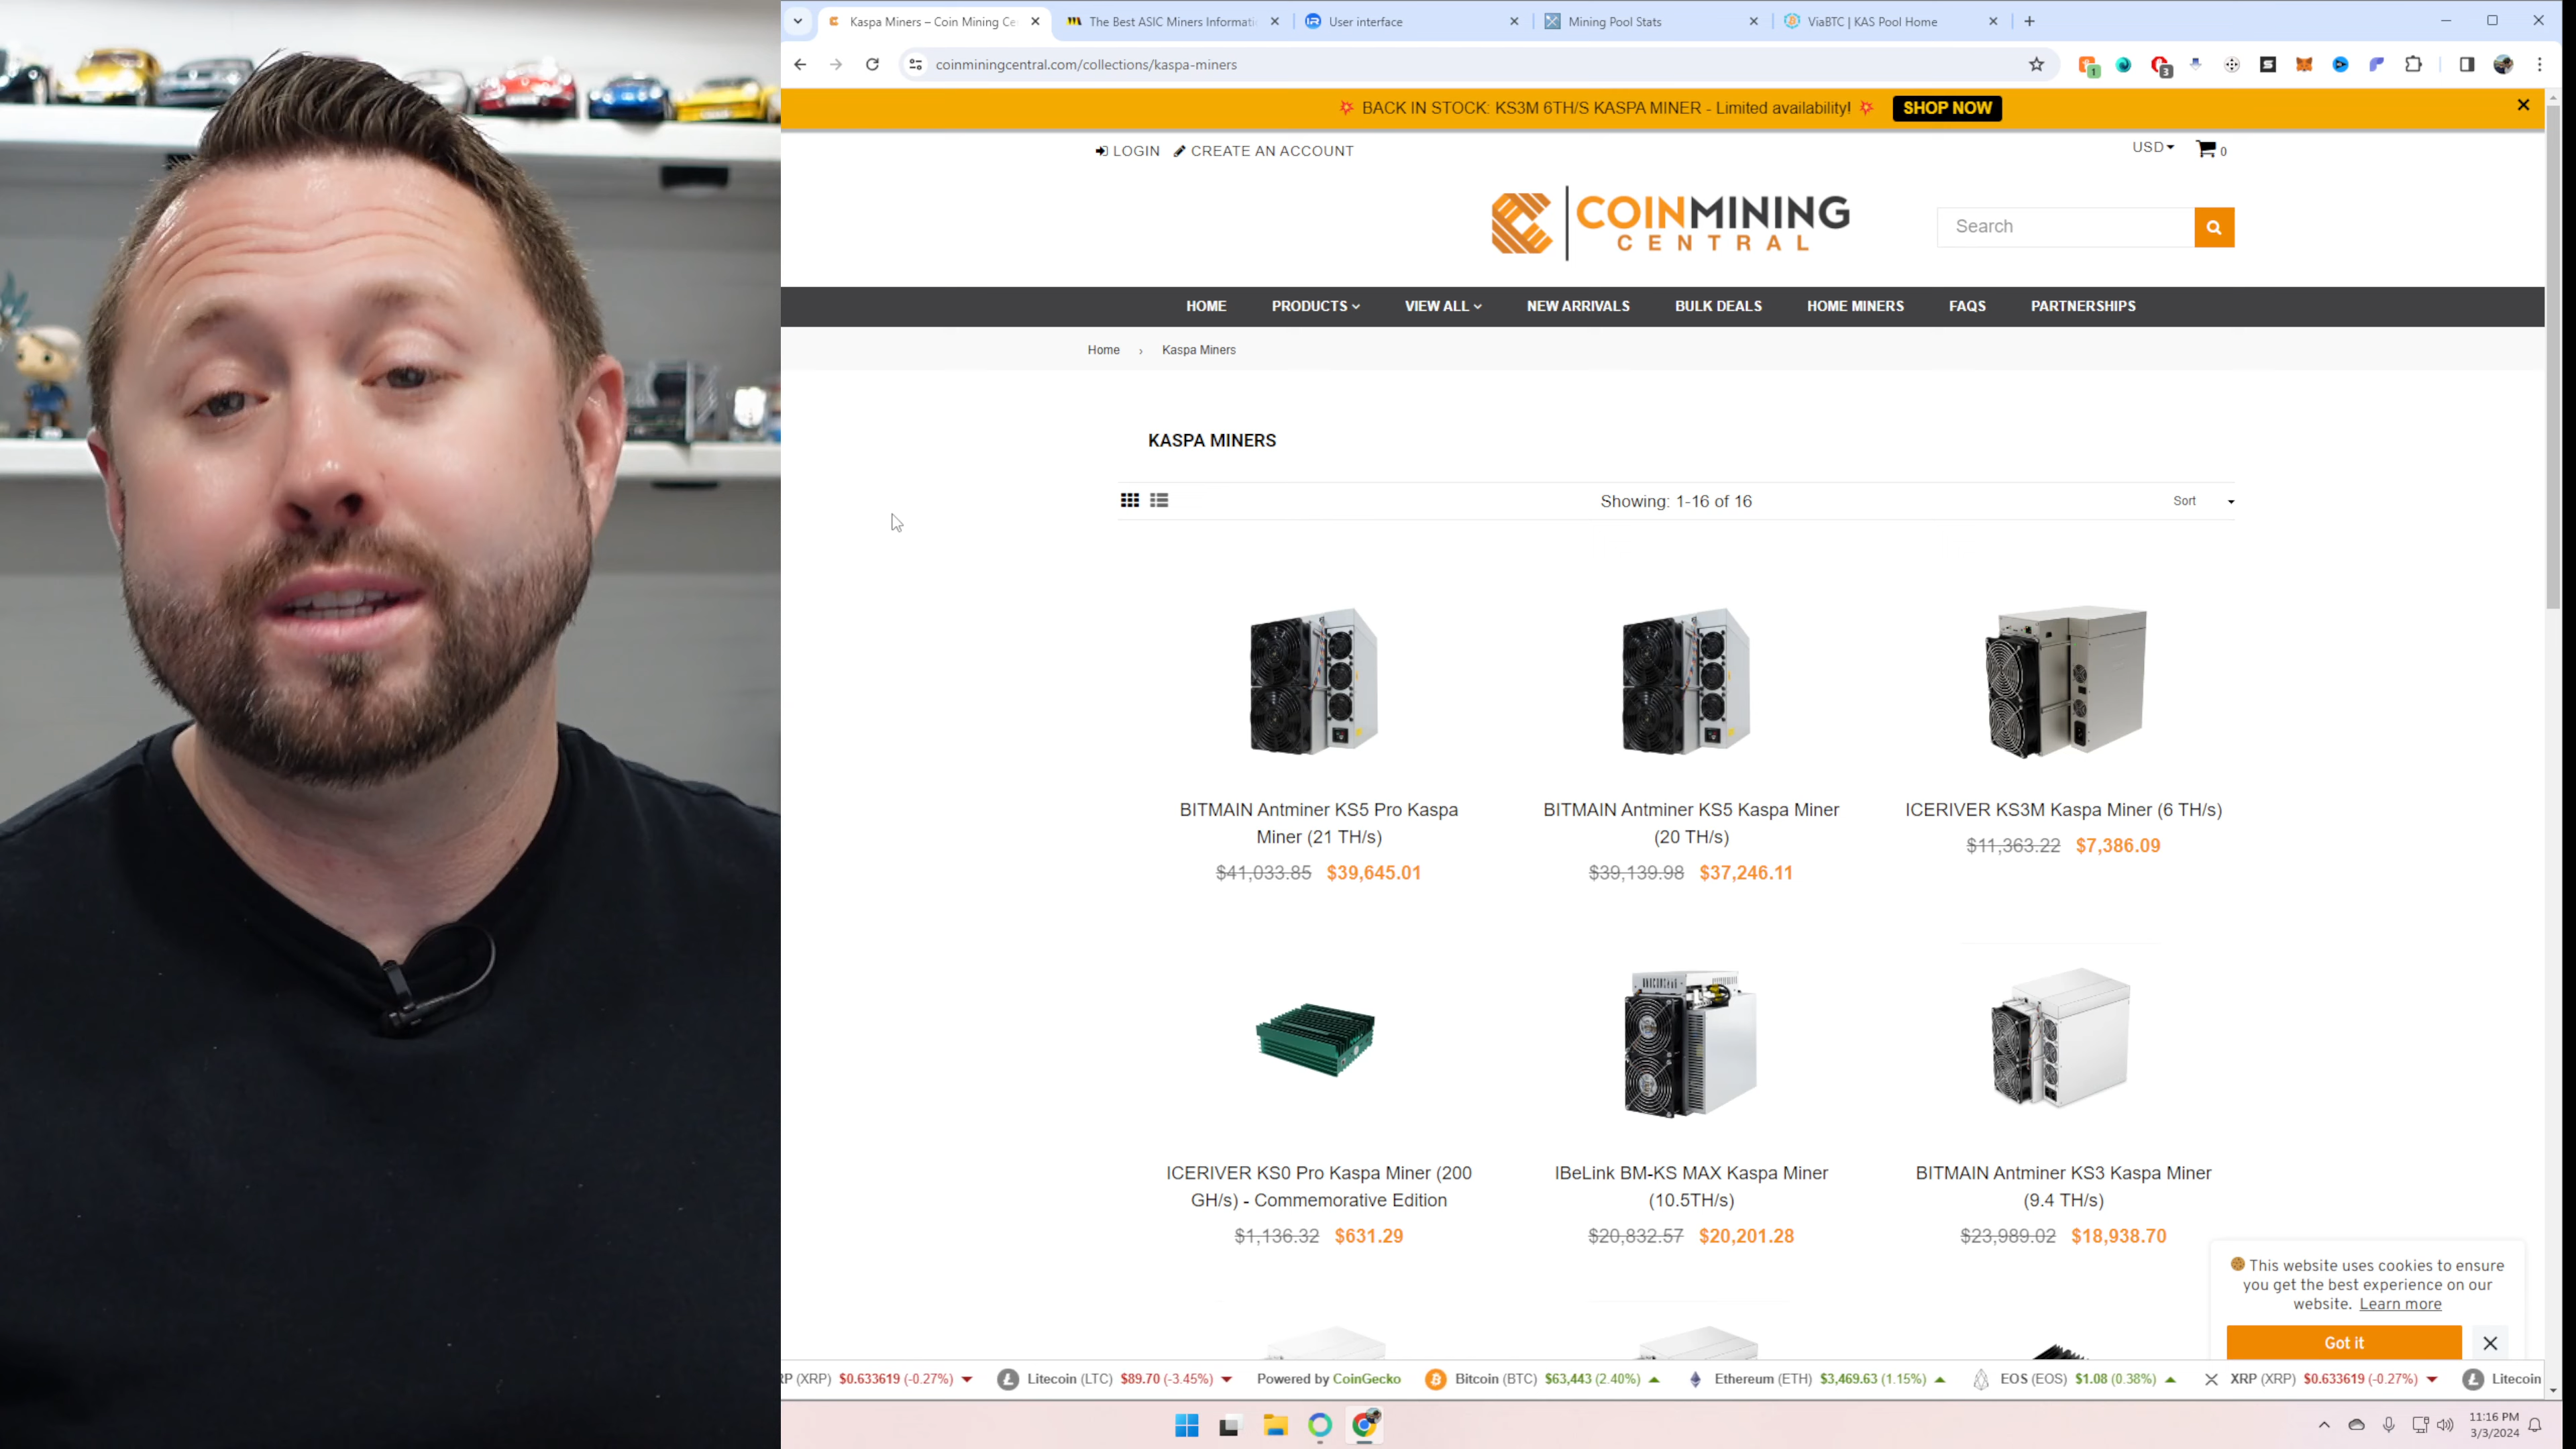 Kaspa Miners – Coin Mining Ce
The Best ASIC Miners Informati
User interface
Mining Pool Stats
ViaBTC | KAS Pool Home
coinminingcentral.com/collections/kaspa-miners
1
3
BACK IN STOCK: KS3M 6TH/S KASPA MINER - Limited availability!
SHOP NOW
LOGIN
CREATE AN ACCOUNT
USD
0
COINMINING
CENTRAL
Search
HOME
PRODUCTS
VIEW ALL
NEW ARRIVALS
BULK DEALS
HOME MINERS
FAQS
PARTNERSHIPS
Home › Kaspa Miners
KASPA MINERS
Showing: 1-16 of 16
Sort
BITMAIN Antminer KS5 Pro Kaspa
Miner (21 TH/s)
$41,033.85 $39,645.01
BITMAIN Antminer KS5 Kaspa Miner
(20 TH/s)
$39,139.98 $37,246.11
ICERIVER KS3M Kaspa Miner (6 TH/s)
$11,363.22 $7,386.09
ICERIVER KS0 Pro Kaspa Miner (200
GH/s) - Commemorative Edition
$1,136.32 $631.29
IBeLink BM-KS MAX Kaspa Miner
(10.5TH/s)
$20,832.57 $20,201.28
BITMAIN Antminer KS3 Kaspa Miner
(9.4 TH/s)
$23,989.02 $18,938.70
This website uses cookies to ensure
you get the best experience on our
website. Learn more
Got it
P (XRP) $0.633619 (-0.27%)
Litecoin (LTC) $89.70 (-3.45%)
Powered by CoinGecko
Bitcoin (BTC) $63,443 (2.40%)
Ethereum (ETH) $3,469.63 (1.15%)
EOS (EOS) $1.08 (0.38%)
XRP (XRP) $0.633619 (-0.27%)
Litecoin
11:16 PM
3/3/2024